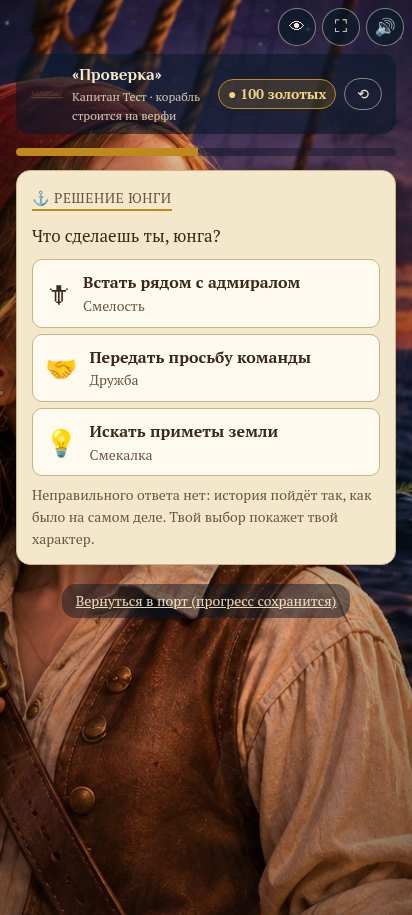 «Проверка»
Капитан Тест · корабль
строится на верфи
● 100 золотых
⚓ РЕШЕНИЕ ЮНГИ
Что сделаешь ты, юнга?
Встать рядом с адмиралом
Смелость
Передать просьбу команды
Дружба
Искать приметы земли
Смекалка
Неправильного ответа нет: история пойдёт так, как
было на самом деле. Твой выбор покажет твой
характер.
Вернуться в порт (прогресс сохранится)